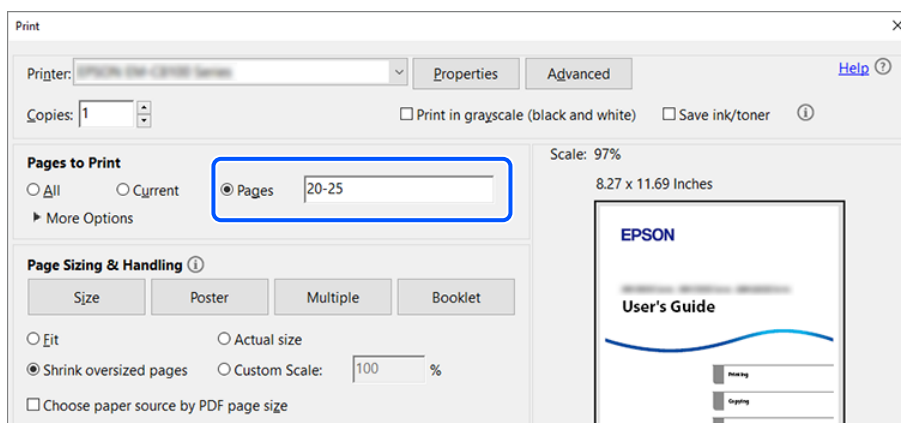 Print
Printer:
Properties
Advanced
Help
Copies: 1
Print in grayscale (black and white)
Save ink/toner
Pages to Print
All
Current
Pages 20-25
More Options
Scale: 97%
8.27 x 11.69 Inches
EPSON
User's Guide
Printing
Copying
Page Sizing & Handling
Size
Poster
Multiple
Booklet
Fit
Actual size
Shrink oversized pages
Custom Scale: 100 %
Choose paper source by PDF page size